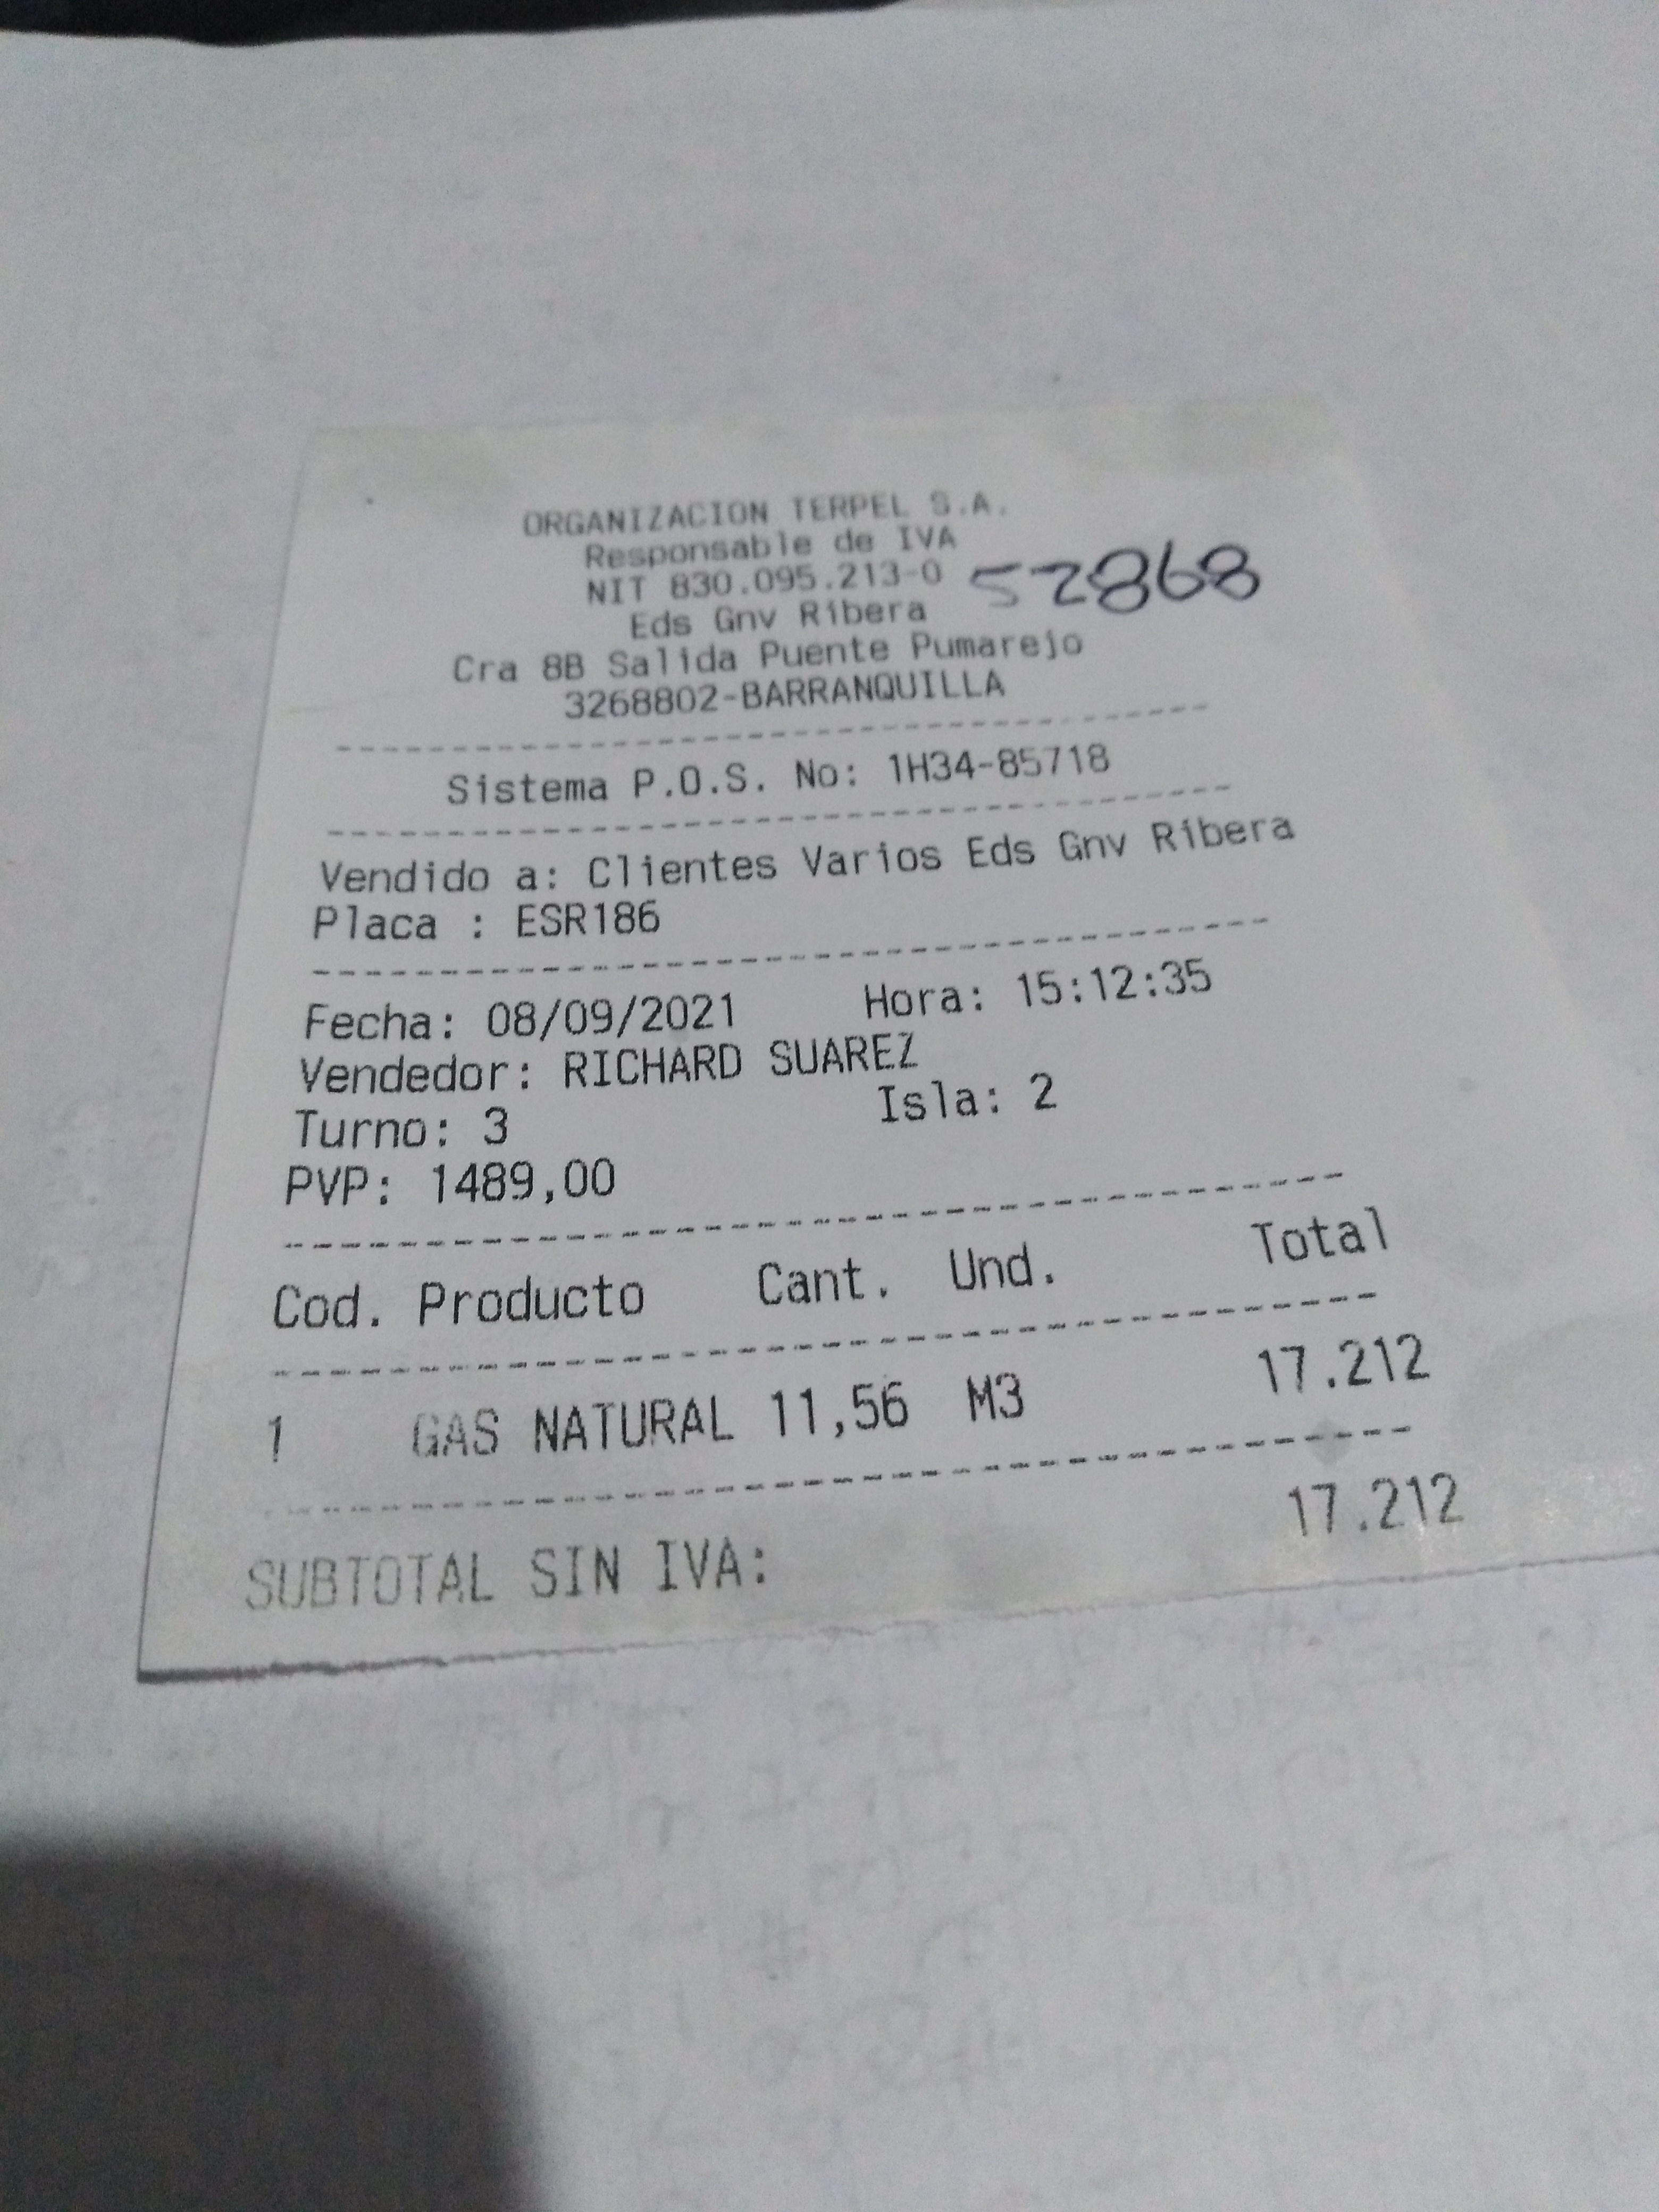 ORGANIZACION TERPEL S.A.
Responsable de IVA
NIT 830.095.213-0 52868
Eds Gnv Ribera
Cra 8B Salida Puente Pumarejo
3268802-BARRANQUILLA
Sistema P.O.S. No: 1H34-85718
Vendido a: Clientes Varios Eds Gnv Ribera
Placa : ESR186
Fecha: 08/09/2021 Hora: 15:12:35
Vendedor: RICHARD SUAREZ
Turno: 3 Isla: 2
PVP: 1489,00
Cod. Producto Cant. Und. Total
1 GAS NATURAL 11,56 M3 17.212
SUBTOTAL SIN IVA: 17.212